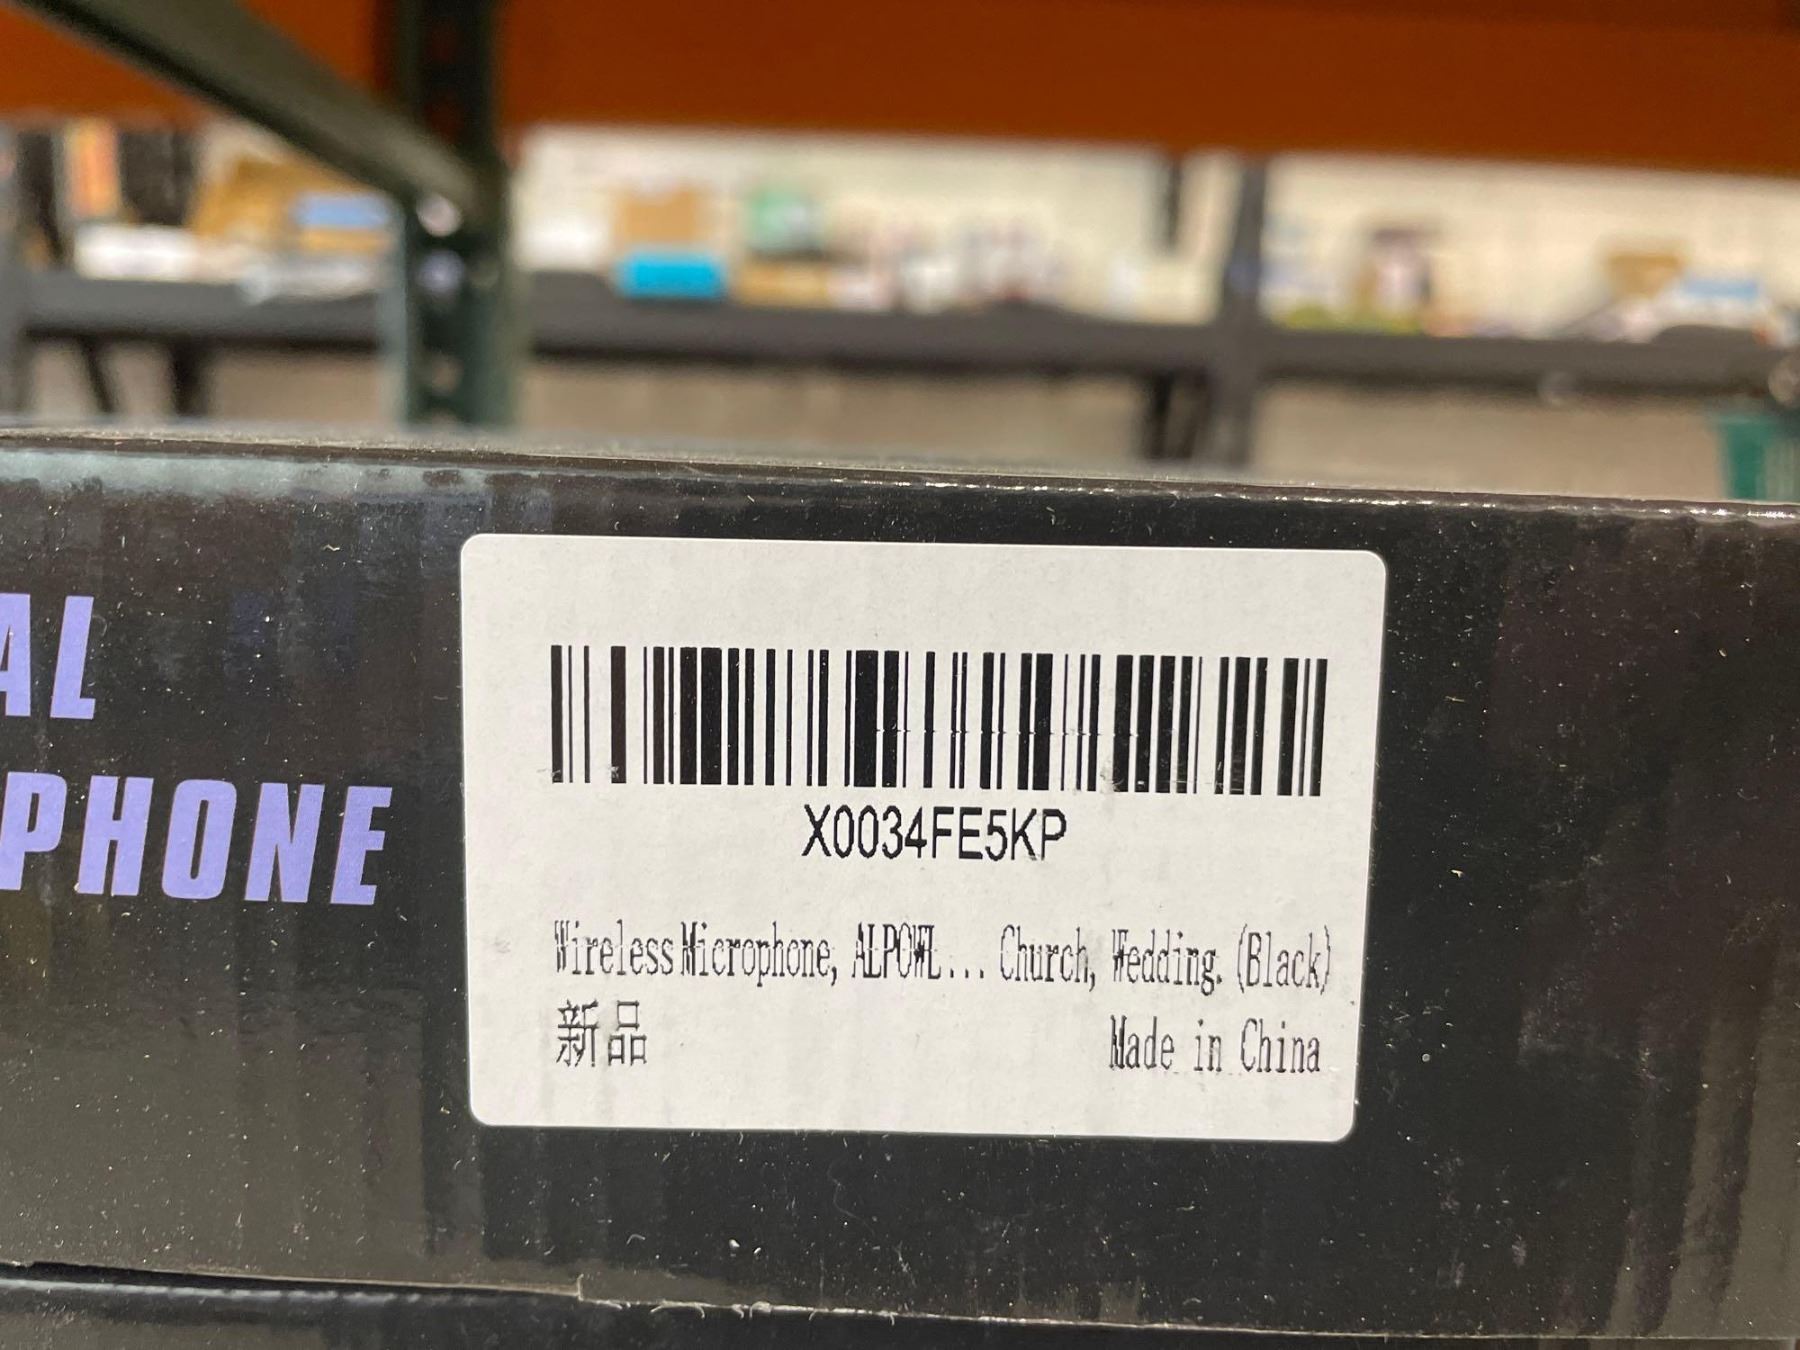 AL
PHONE
X0034FE5KP
Wireless Microphone, ALPOWL... Church, Wedding. (Black)
新品
Made in China